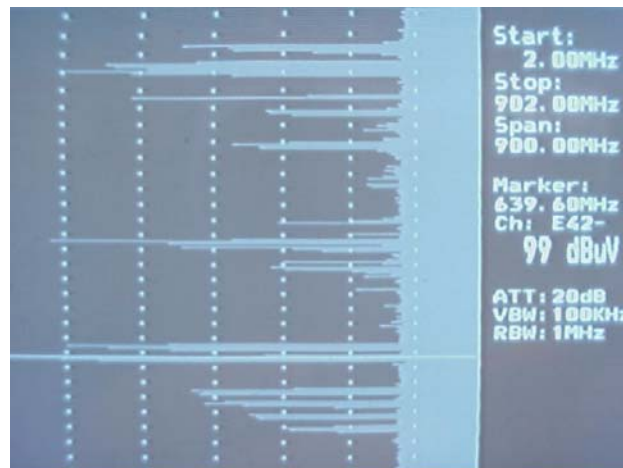 Start:
2.00MHz
Stop:
902.00MHz
Span:
900.00MHz
Marker:
639.60MHz
Ch: E42-
99 dBuV
ATT:20dB
VBW:100KHz
RBW:1MHz